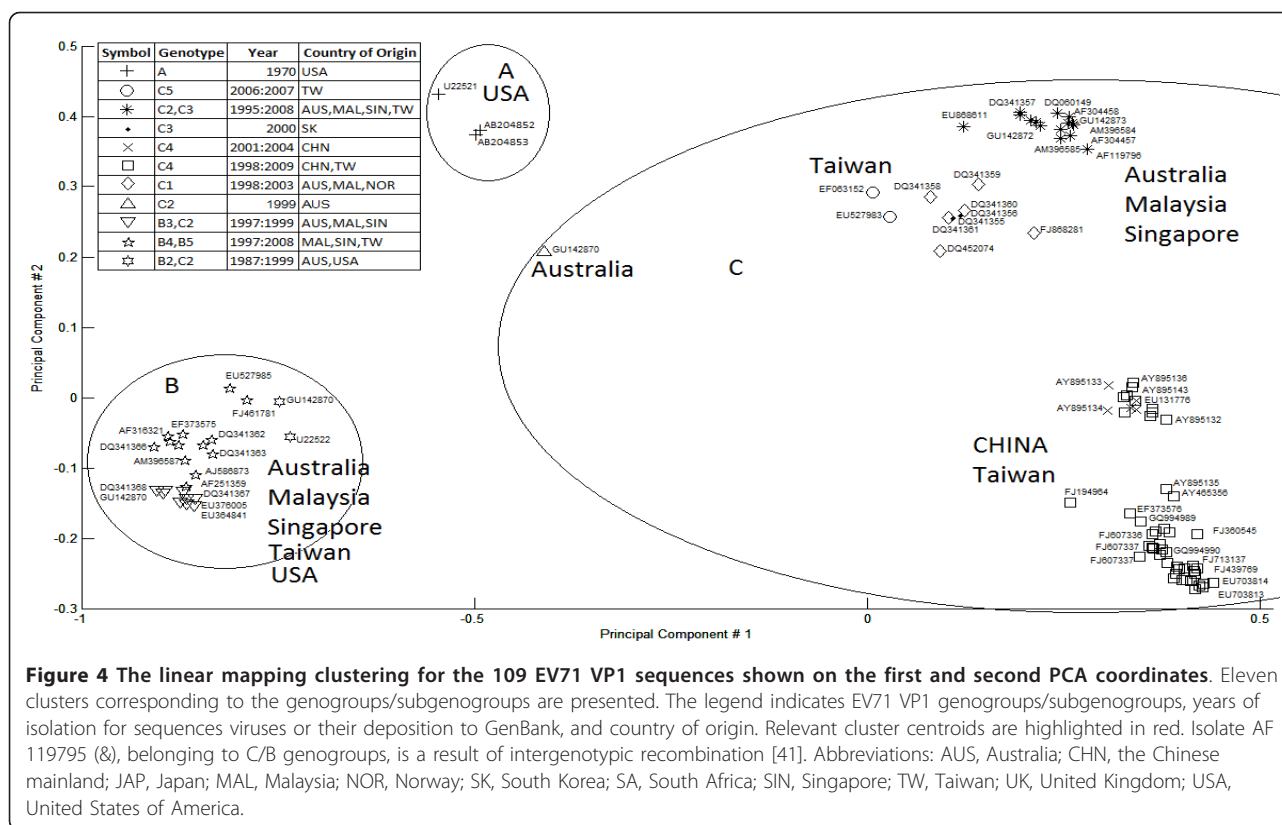 Symbol Genotype Year Country of Origin
A 1970 USA
C5 2006:2007 TW
C2,C3 1995:2008 AUS,MAL,SIN,TW
C3 2000 SK
C4 2001:2004 CHN
C4 1998:2009 CHN,TW
C1 1998:2003 AUS,MAL,NOR
C2 1999 AUS
B3,C2 1997:1999 AUS,MAL,SIN
B4,B5 1997:2008 MAL,SIN,TW
B2,C2 1987:1999 AUS,USA
0.5
0.4
0.3
0.2
0.1
0
-0.1
-0.2
-0.3
Principal Component # 2
A
USA
U22521
AB204852
AB204853
DQ341357
DQ060149
AF304458
EU868611
GU142873
GU142872
AM396584
AF304457
AM396585
AF119796
Taiwan
DQ341359
EF063152
DQ341358
Australia
Malaysia
Singapore
DQ341360
EU527983
DQ341356
DQ341355
DQ341361
FJ868281
DQ452074
GU142870
Australia
C
B
EU527985
GU142870
FJ461781
EF373575
AF316321
DQ341362
U22522
DQ341366
DQ341363
AM396587
AJ586873
AF251359
DQ341368
DQ341367
GU142870
EU376005
EU364841
Australia
Malaysia
Singapore
Taiwan
USA
AY895133
AY895136
AY895143
EU131776
AY895134
AY895132
CHINA
Taiwan
AY895135
FJ194964
AY465356
EF373576
GQ994989
FJ607336
FJ360545
FJ607337
GQ994990
FJ607337
FJ713137
FJ439769
EU703814
EU703813
-1
-0.5
0
0.5
Principal Component # 1
Figure 4 The linear mapping clustering for the 109 EV71 VP1 sequences shown on the first and second PCA coordinates. Eleven
clusters corresponding to the genogroups/subgenogroups are presented. The legend indicates EV71 VP1 genogroups/subgenogroups, years of
isolation for sequences viruses or their deposition to GenBank, and country of origin. Relevant cluster centroids are highlighted in red. Isolate AF
119795 (&), belonging to C/B genogroups, is a result of intergenotypic recombination [41]. Abbreviations: AUS, Australia; CHN, the Chinese
mainland; JAP, Japan; MAL, Malaysia; NOR, Norway; SK, South Korea; SA, South Africa; SIN, Singapore; TW, Taiwan; UK, United Kingdom; USA,
United States of America.